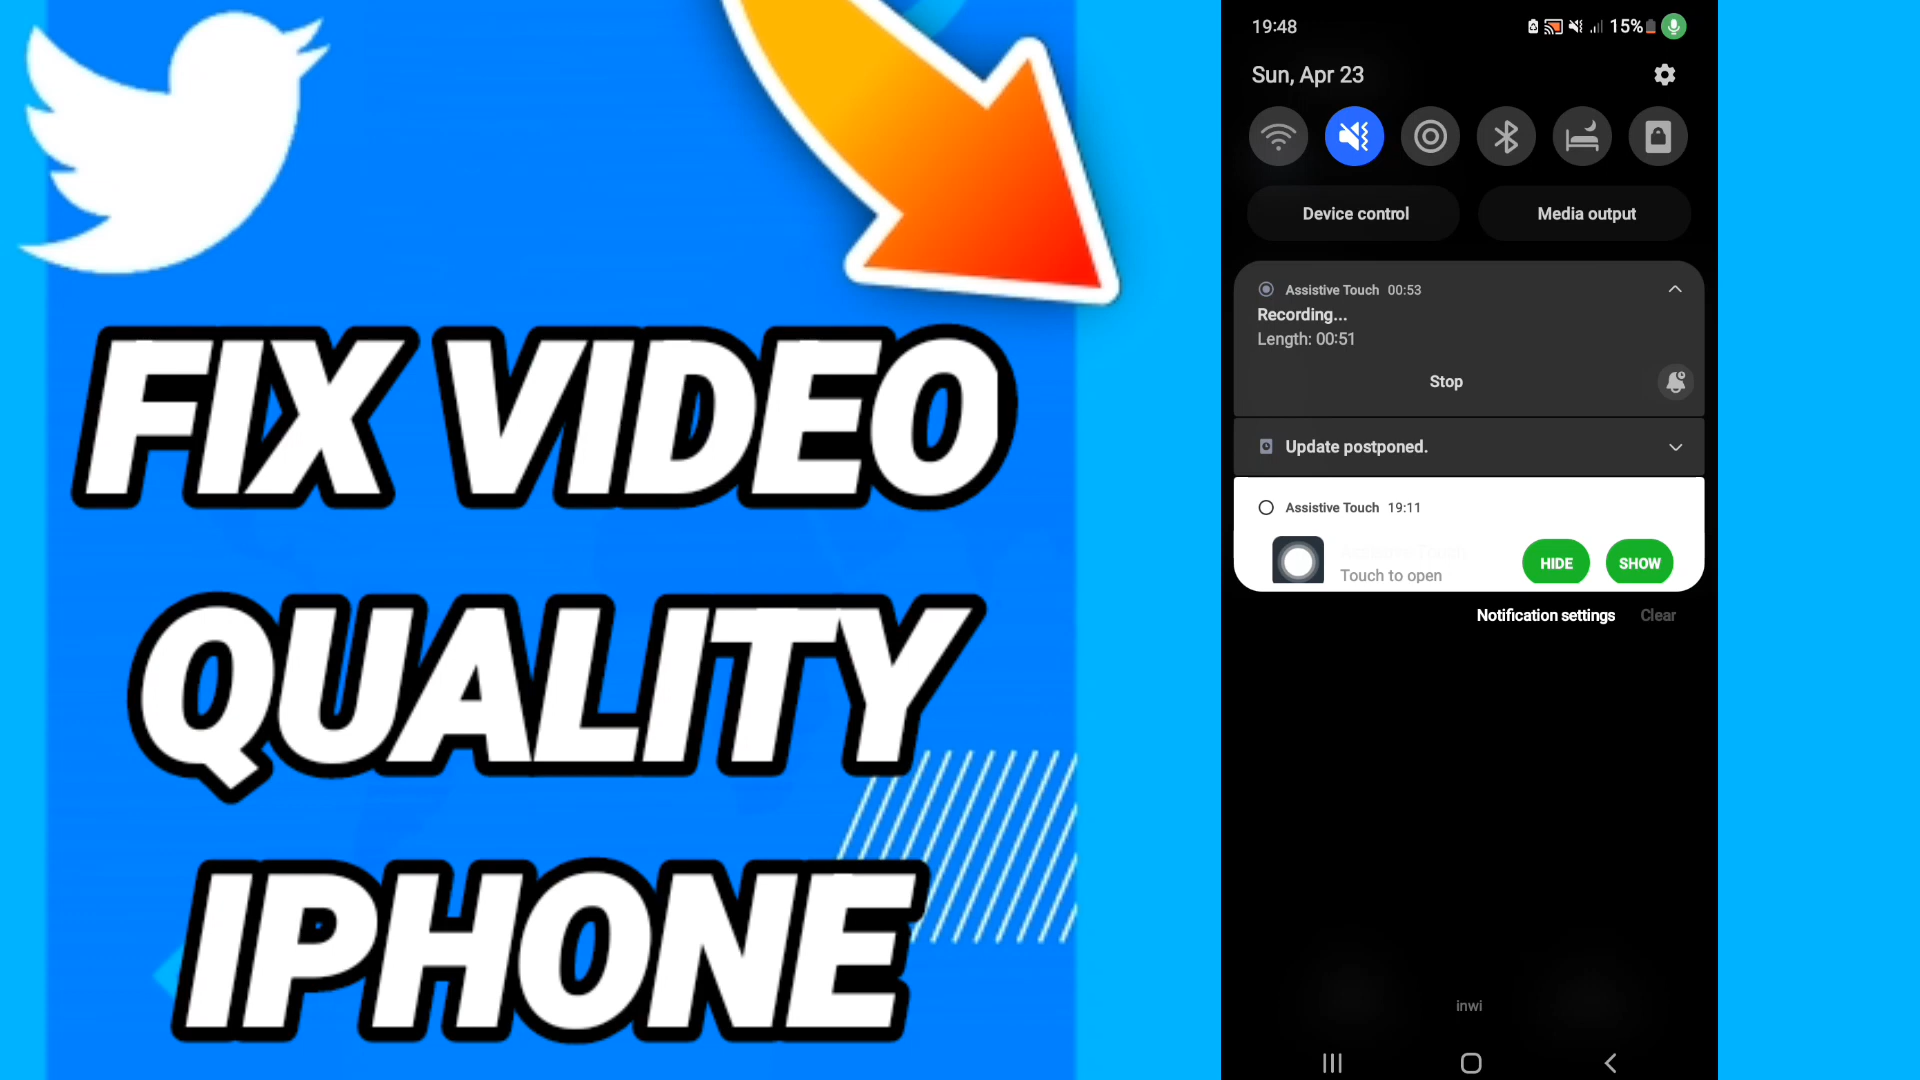 FIX VIDEO
QUALITY
IPHONE
19:48
15%
Sun, Apr 23
Device control
Media output
Assistive Touch 00:53
Recording...
Length: 00:51
Stop
Update postponed.
Assistive Touch 19:11
Assistive Touch
Touch to open
HIDE
SHOW
Notification settings
Clear
inwi